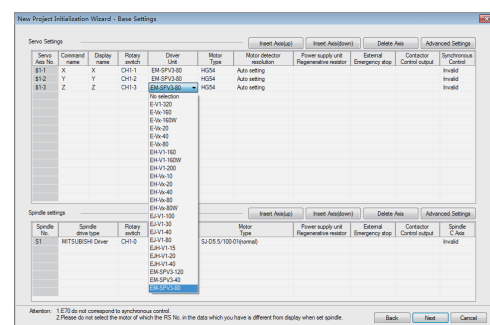 New Project Initialization Wizard - Base Settings
Servo Settings
Insert Axis(up) Insert Axis(down) Delete Axis Advanced Settings
Servo Axis No. Command name Display name Rotary switch Driver Unit Motor Type Motor detector resolution Power supply unit Regenerative resistor External Emergency stop Contactor Control output Synchronous Control
$1-1 X X CH1-1 EM-SPV3-80 HG54 Auto setting Invalid
$1-2 Y Y CH1-2 EM-SPV3-80 HG54 Auto setting Invalid
$1-3 Z Z CH1-3 EM-SPV3-80 HG54 Auto setting Invalid
No selection
E-V1-320
E-Vx-160
E-Vx-160W
E-Vx-20
E-Vx-40
E-Vx-80
EH-V1-160
EH-V1-160W
EH-V1-200
EH-Vx-10
EH-Vx-20
EH-Vx-40
EH-Vx-80
EH-Vx-80W
EJ-V1-100
EJ-V1-30
EJ-V1-40
EJ-V1-80
EJH-V1-15
EJH-V1-20
EJH-V1-40
EM-SPV3-120
EM-SPV3-40
EM-SPV3-80
Spindle settings
Insert Axis(up) Insert Axis(down) Delete Axis Advanced Settings
Spindle No. Spindle drive type Rotary switch Motor Type Power supply unit Regenerative resistor External Emergency stop Contactor Control output Spindle C Axis
S1 MITSUBISHI Driver CH1-0 SJ-D5.5/100-01(normal) Invalid
Attention: 1.E70 do not correspond to synchronous control.
2.Please do not select the motor of which the RS No. in the data which you have is different from display when set spindle.
Back Next Cancel